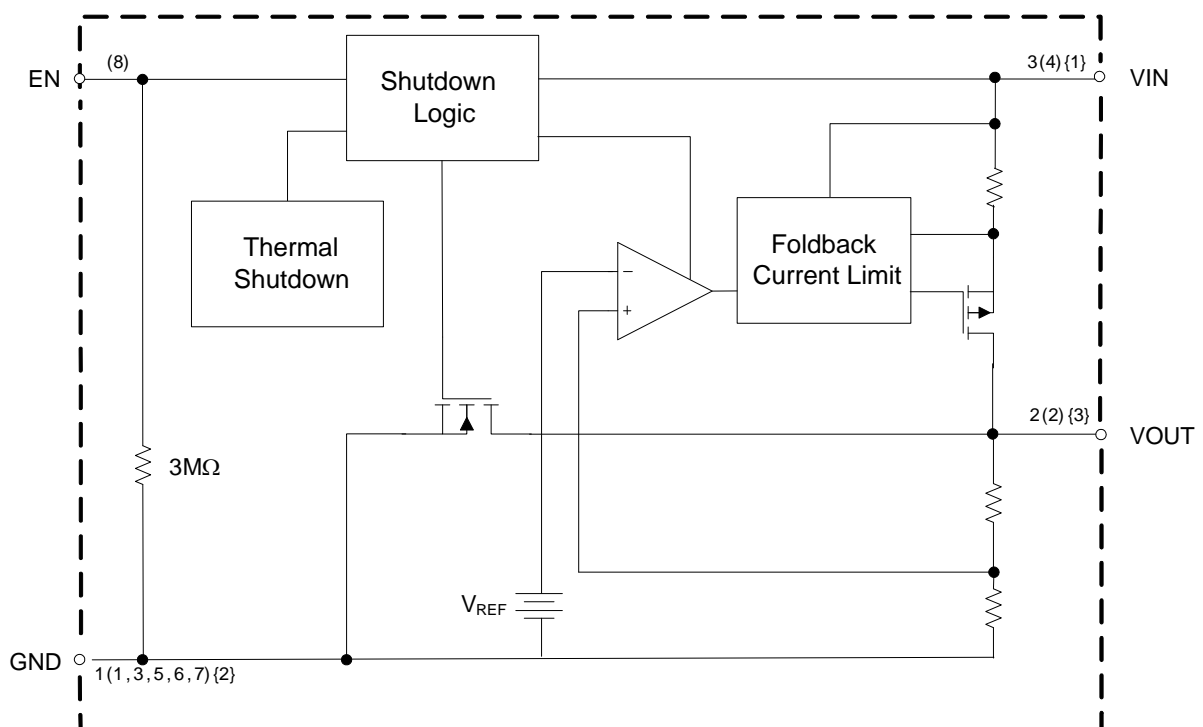 EN
(8)
Shutdown
Logic
3(4){1}
VIN
Thermal
Shutdown
Foldback
Current Limit
−
+
2(2){3}
VOUT
3MΩ
VREF
GND
1(1,3,5,6,7){2}